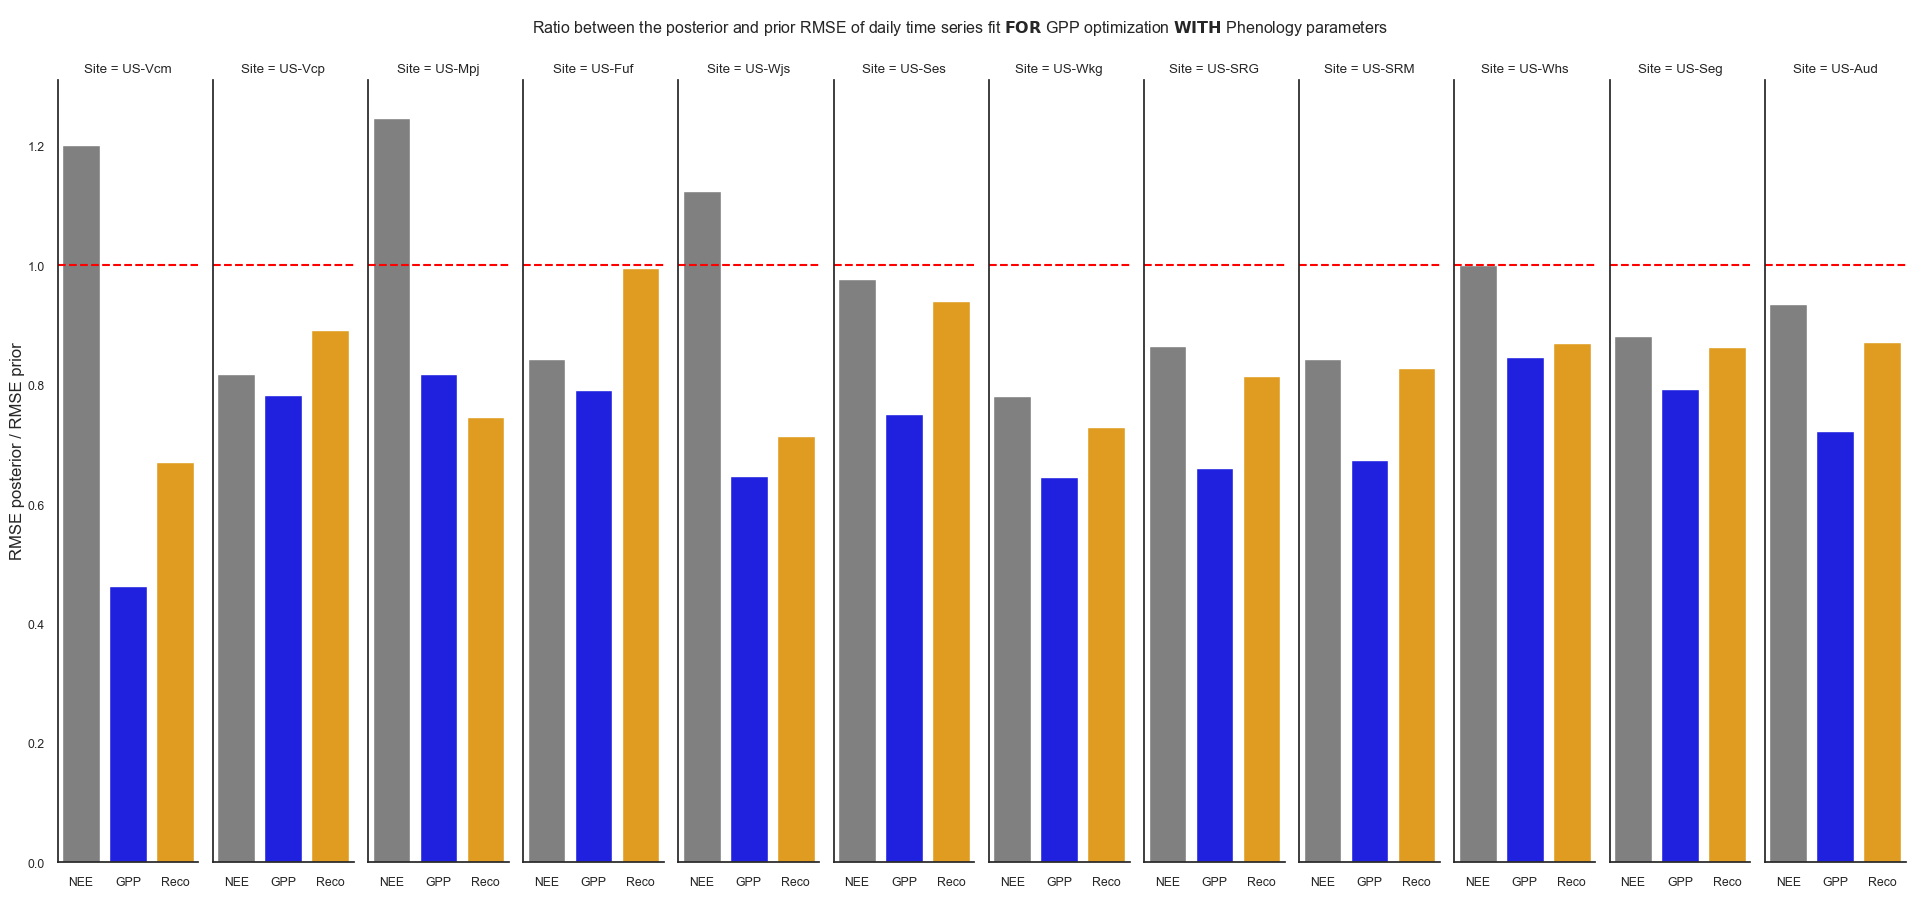 Ratio between the posterior and prior RMSE of daily time series fit FOR GPP optimization WITH Phenology parameters
Site = US-Vcm
Site = US-Vcp
Site = US-Mpj
Site = US-Fuf
Site = US-Wjs
Site = US-Ses
Site = US-Wkg
Site = US-SRG
Site = US-SRM
Site = US-Whs
Site = US-Seg
Site = US-Aud
RMSE posterior / RMSE prior
1.2
1.0
0.8
0.6
0.4
0.2
0.0
NEE GPP Reco
NEE GPP Reco
NEE GPP Reco
NEE GPP Reco
NEE GPP Reco
NEE GPP Reco
NEE GPP Reco
NEE GPP Reco
NEE GPP Reco
NEE GPP Reco
NEE GPP Reco
NEE GPP Reco